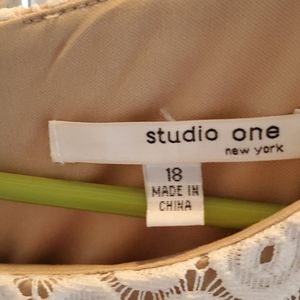 studio one
new york
18
MADE IN
CHINA